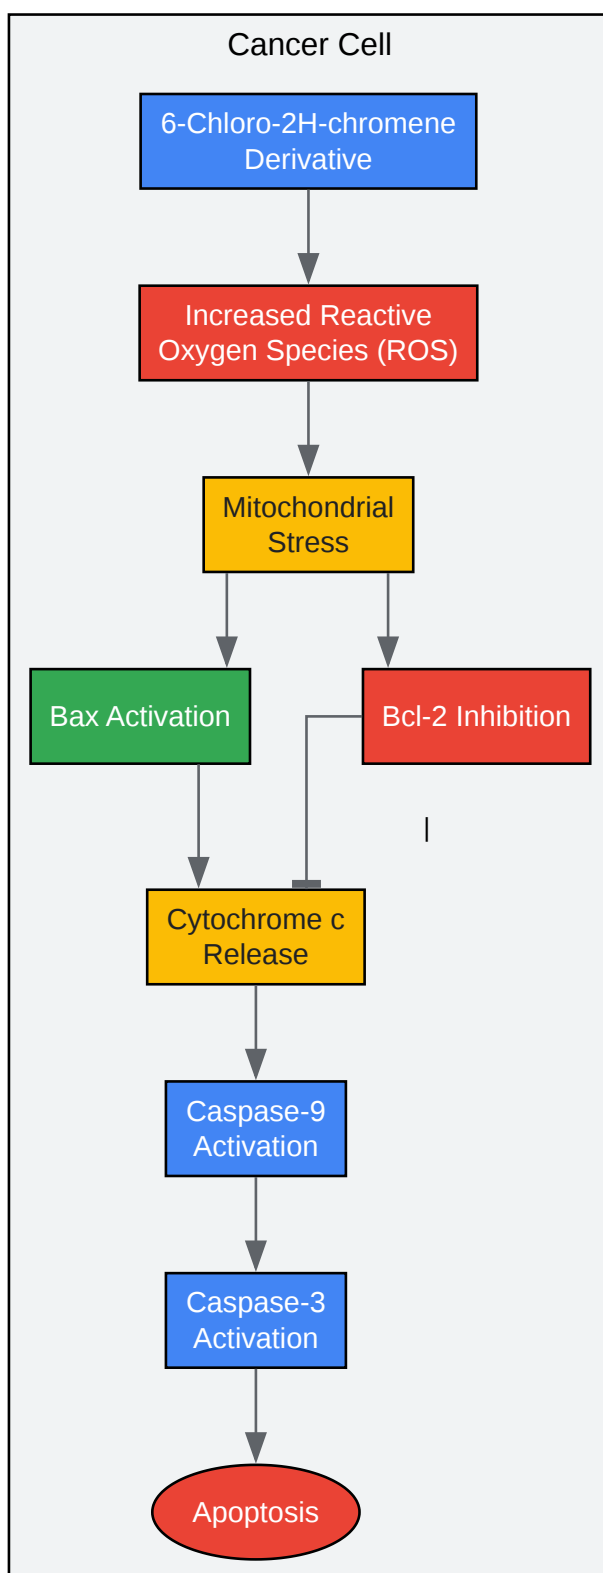 Cancer Cell
6-Chloro-2H-chromene
Derivative
Increased Reactive
Oxygen Species (ROS)
Mitochondrial
Stress
Bax Activation
Bcl-2 Inhibition
|
Cytochrome c
Release
Caspase-9
Activation
Caspase-3
Activation
Apoptosis